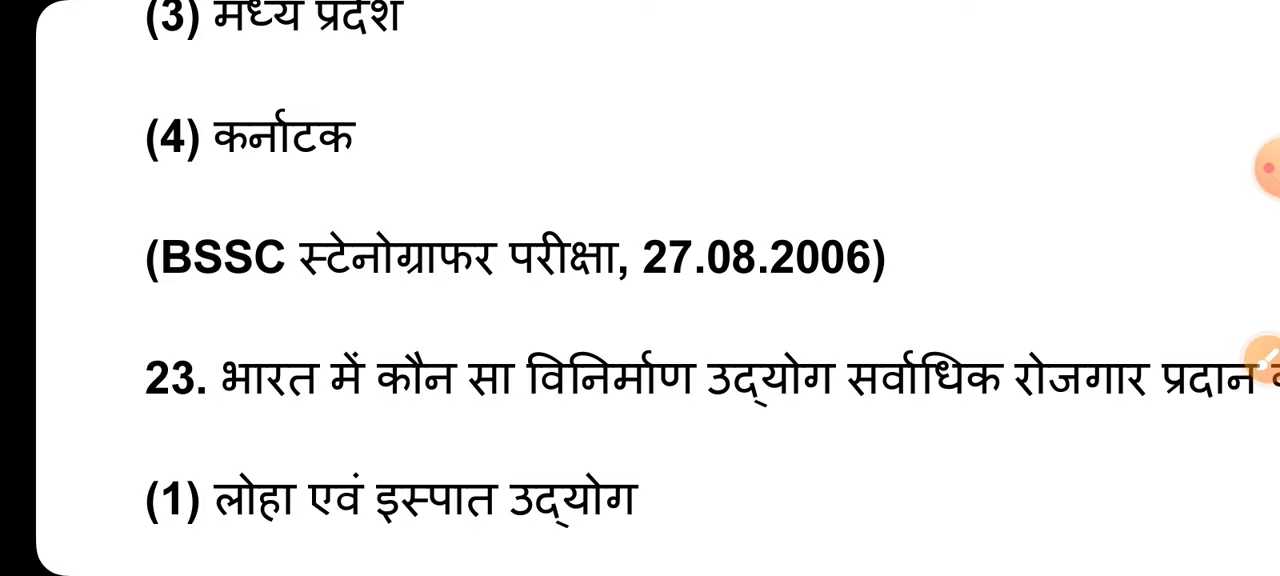 (3) मध्य प्रदेश
(4) कर्नाटक
(BSSC स्टेनोग्राफर परीक्षा, 27.08.2006)
23. भारत में कौन सा विनिर्माण उद्योग सर्वाधिक रोजगार प्रदान
(1) लोहा एवं इस्पात उद्योग